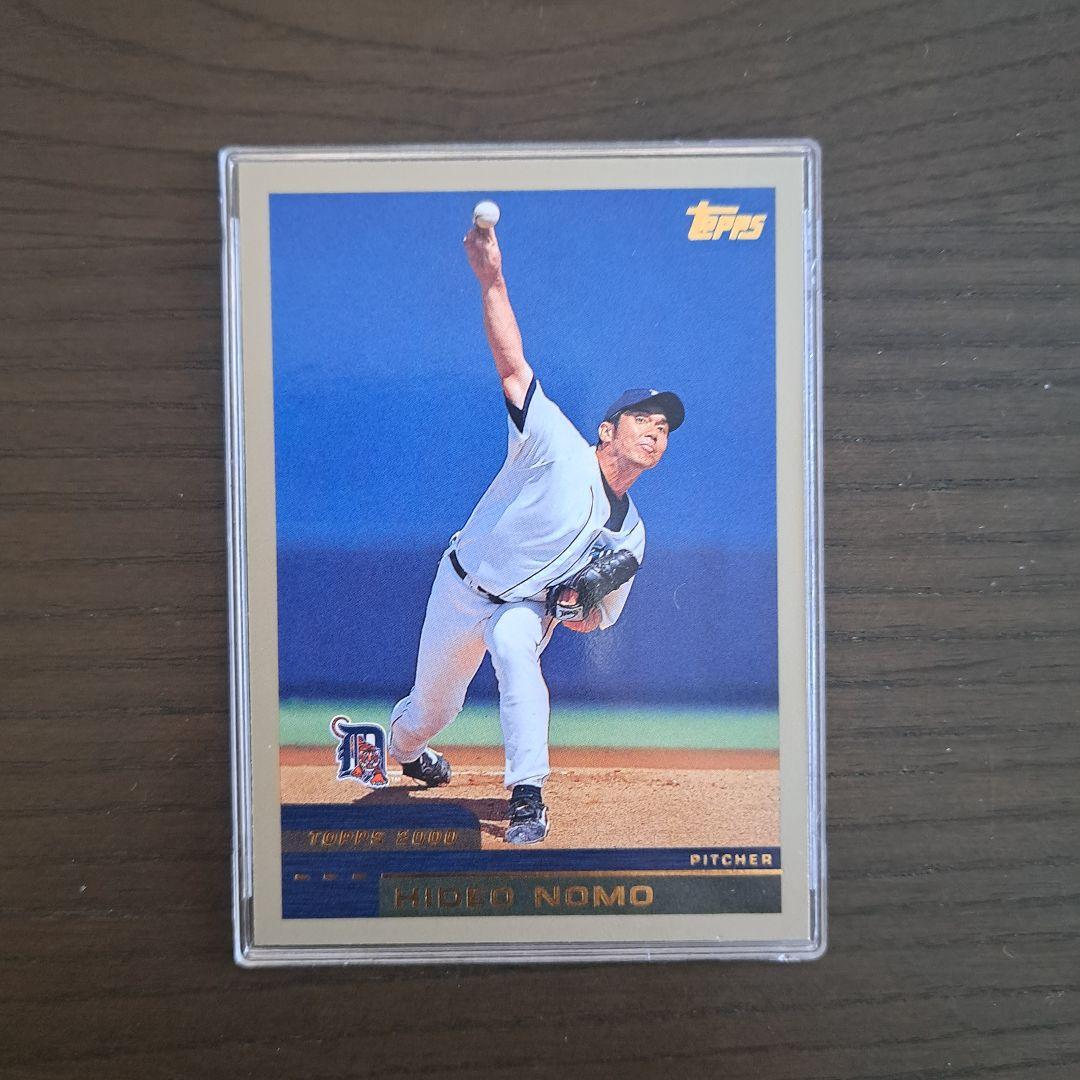 Topps
TOPPS 2000
PITCHER
HIDEO NOMO